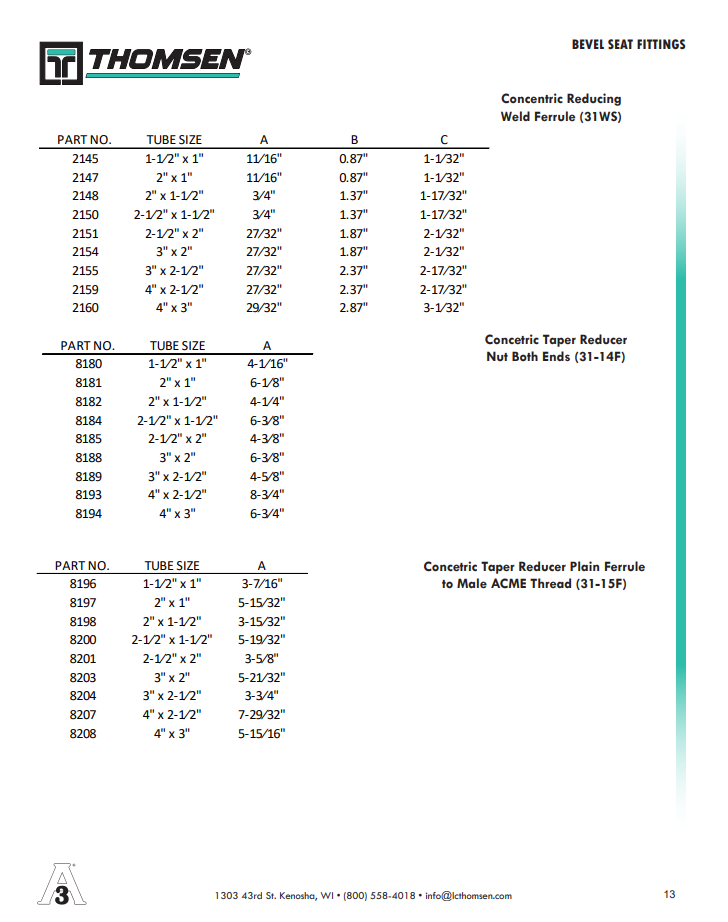 THOMSEN®
BEVEL SEAT FITTINGS
Concentric Reducing
Weld Ferrule (31WS)
PART NO. TUBE SIZE A B C
2145 1-1⁄2" x 1" 11⁄16" 0.87" 1-1⁄32"
2147 2" x 1" 11⁄16" 0.87" 1-1⁄32"
2148 2" x 1-1⁄2" 3⁄4" 1.37" 1-17⁄32"
2150 2-1⁄2" x 1-1⁄2" 3⁄4" 1.37" 1-17⁄32"
2151 2-1⁄2" x 2" 27⁄32" 1.87" 2-1⁄32"
2154 3" x 2" 27⁄32" 1.87" 2-1⁄32"
2155 3" x 2-1⁄2" 27⁄32" 2.37" 2-17⁄32"
2159 4" x 2-1⁄2" 27⁄32" 2.37" 2-17⁄32"
2160 4" x 3" 29⁄32" 2.87" 3-1⁄32"
Concetric Taper Reducer
Nut Both Ends (31-14F)
PART NO. TUBE SIZE A
8180 1-1⁄2" x 1" 4-1⁄16"
8181 2" x 1" 6-1⁄8"
8182 2" x 1-1⁄2" 4-1⁄4"
8184 2-1⁄2" x 1-1⁄2" 6-3⁄8"
8185 2-1⁄2" x 2" 4-3⁄8"
8188 3" x 2" 6-3⁄8"
8189 3" x 2-1⁄2" 4-5⁄8"
8193 4" x 2-1⁄2" 8-3⁄4"
8194 4" x 3" 6-3⁄4"
Concetric Taper Reducer Plain Ferrule
to Male ACME Thread (31-15F)
PART NO. TUBE SIZE A
8196 1-1⁄2" x 1" 3-7⁄16"
8197 2" x 1" 5-15⁄32"
8198 2" x 1-1⁄2" 3-15⁄32"
8200 2-1⁄2" x 1-1⁄2" 5-19⁄32"
8201 2-1⁄2" x 2" 3-5⁄8"
8203 3" x 2" 5-21⁄32"
8204 3" x 2-1⁄2" 3-3⁄4"
8207 4" x 2-1⁄2" 7-29⁄32"
8208 4" x 3" 5-15⁄16"
A3®
1303 43rd St. Kenosha, WI • (800) 558-4018 • info@lcthomsen.com
13